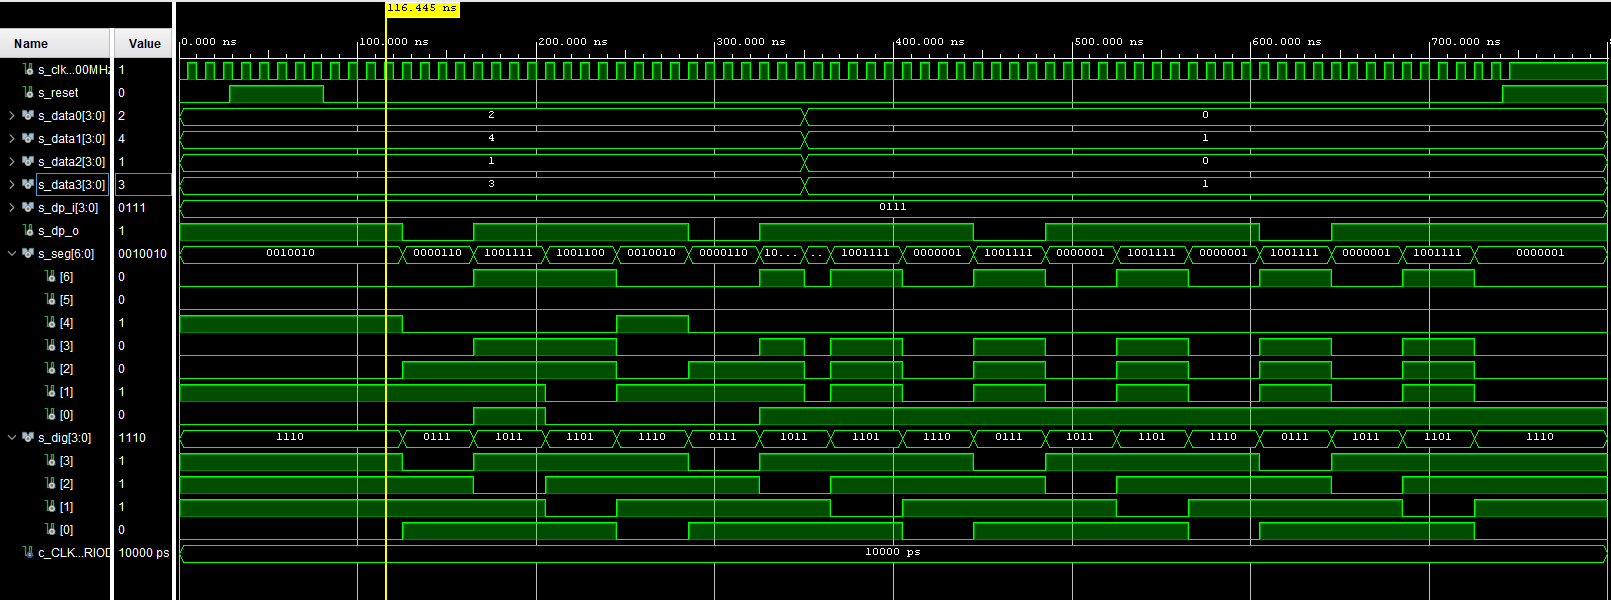 116.445 ns
Name Value 0.000 ns 100.000 ns 200.000 ns 300.000 ns 400.000 ns 500.000 ns 600.000 ns 700.000 ns
s_clk...00MHz 1
s_reset 0
s_data0[3:0] 2 2 0
s_data1[3:0] 4 4 1
s_data2[3:0] 1 1 0
s_data3[3:0] 3 3 1
s_dp_i[3:0] 0111 0111
s_dp_o 1
s_seg[6:0] 0010010 0010010 0000110 1001111 1001100 0010010 0000110 10... .. 1001111 0000001 1001111 0000001 1001111 0000001 1001111 0000001 1001111 0000001
[6] 0
[5] 0
[4] 1
[3] 0
[2] 0
[1] 1
[0] 0
s_dig[3:0] 1110 1110 0111 1011 1101 1110 0111 1011 1101 1110 0111 1011 1101 1110 0111 1011 1101 1110
[3] 1
[2] 1
[1] 1
[0] 0
c_CLK...RIOD 10000 ps 10000 ps